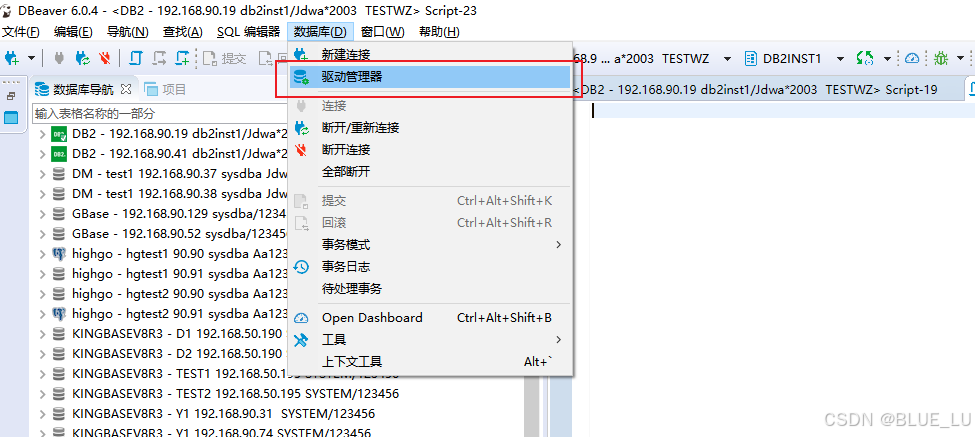 DBeaver 6.0.4 - <DB2 - 192.168.90.19 db2inst1/Jdwa*2003  TESTWZ> Script-23
文件(F)  编辑(E)  导航(N)  查找(A)  SQL 编辑器  数据库(D)  窗口(W)  帮助(H)
提交
68.9 ... a*2003  TESTWZ
DB2INST1
新建连接
驱动管理器
连接
断开/重新连接
断开连接
全部断开
提交 Ctrl+Alt+Shift+K
回滚 Ctrl+Alt+Shift+R
事务模式
事务日志
待处理事务
Open Dashboard Ctrl+Alt+Shift+B
工具
上下文工具 Alt+`
数据库导航
项目
<DB2 - 192.168.90.19 db2inst1/Jdwa*2003  TESTWZ> Script-19
输入表格名称的一部分
DB2 - 192.168.90.19 db2inst1/Jdwa*2
DB2 - 192.168.90.41 db2inst1/Jdwa*2
DM - test1 192.168.90.37 sysdba Jdw
DM - test1 192.168.90.38 sysdba Jdw
GBase - 192.168.90.129 sysdba/1234
GBase - 192.168.90.52 sysdba/123456
highgo - hgtest1 90.90 sysdba Aa123
highgo - hgtest1 90.91 sysdba Aa123
highgo - hgtest2 90.90 sysdba Aa123
highgo - hgtest2 90.91 sysdba Aa123
KINGBASEV8R3 - D1 192.168.50.190
KINGBASEV8R3 - D2 192.168.50.190
KINGBASEV8R3 - TEST1 192.168.50.195 SYSTEM/123456
KINGBASEV8R3 - TEST2 192.168.50.195 SYSTEM/123456
KINGBASEV8R3 - Y1 192.168.90.31  SYSTEM/123456
KINGBASEV8R3 - Y1 192.168.90.74 SYSTEM/123456
CSDN @BLUE_LU